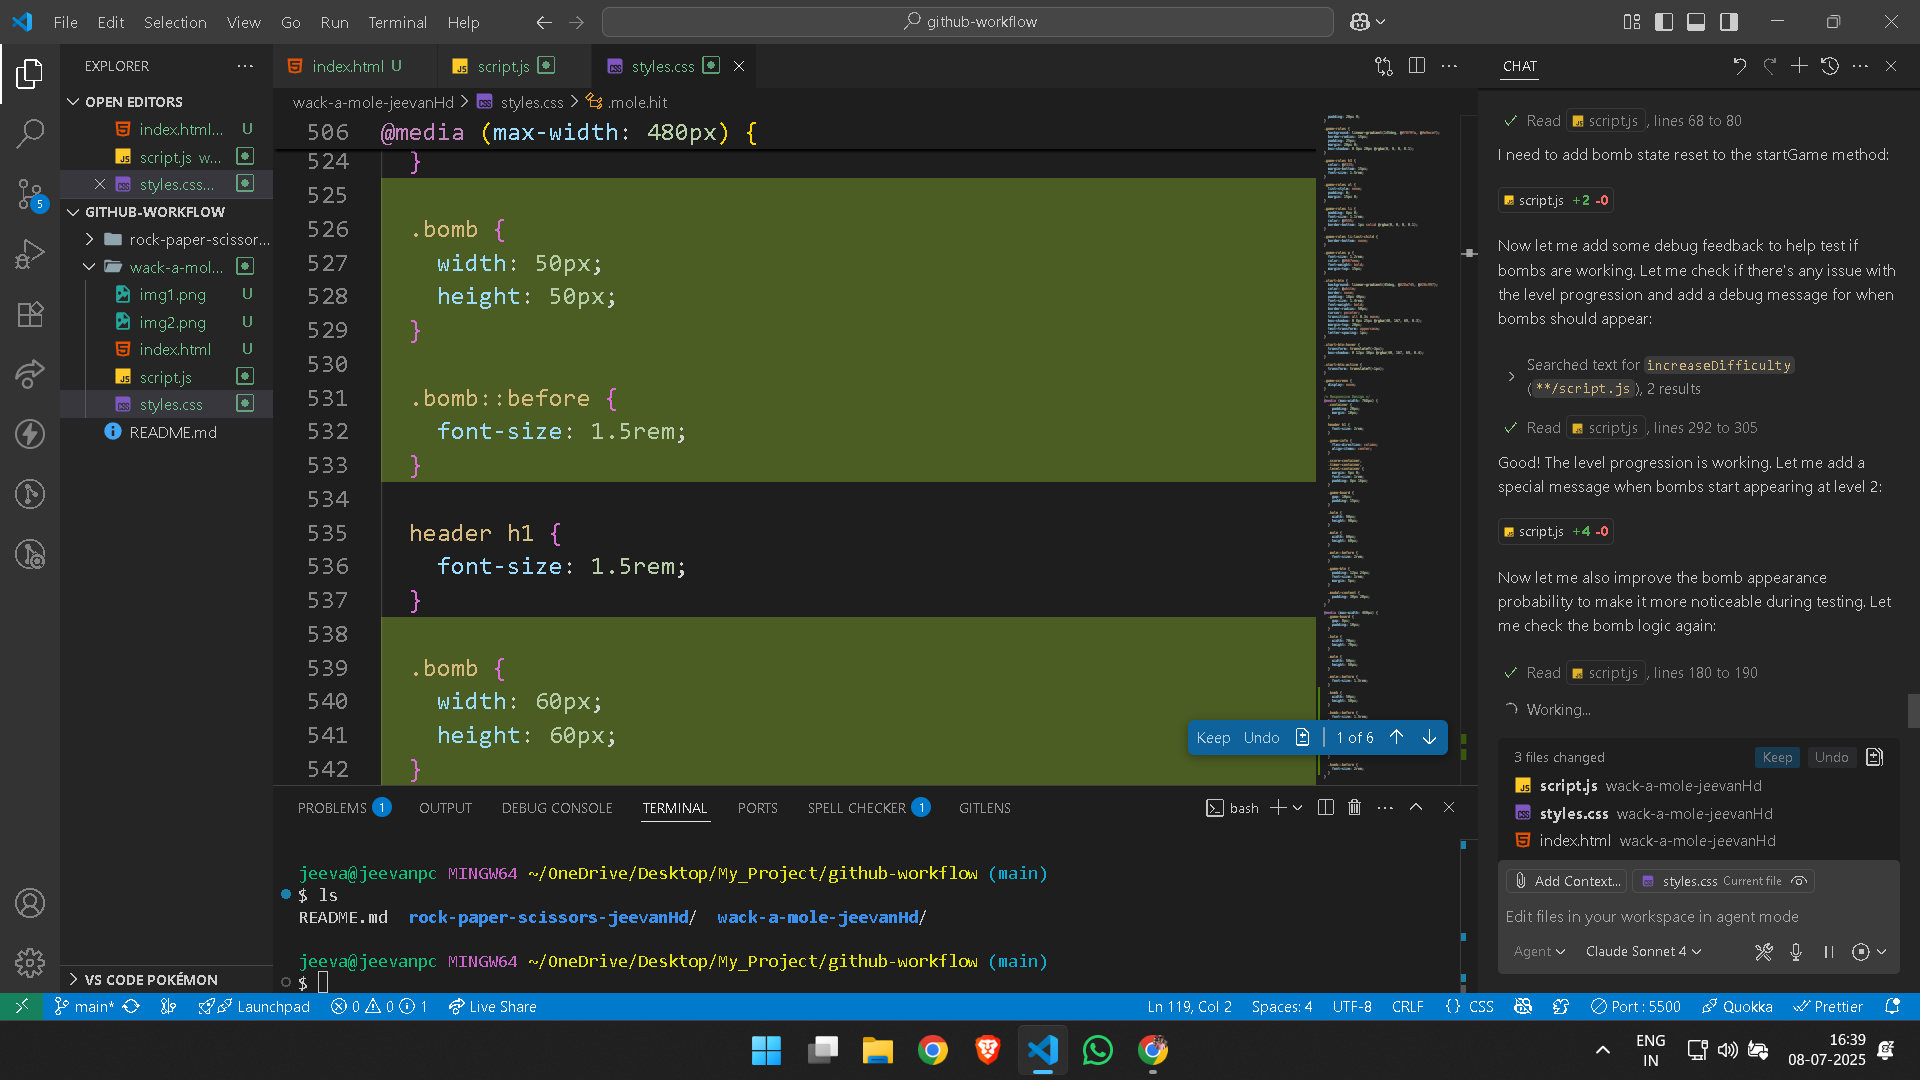 File Edit Selection View Go Run Terminal Help
github-workflow
EXPLORER
OPEN EDITORS
index.html... U
script.js w...
styles.css...
GITHUB-WORKFLOW
rock-paper-scissor...
wack-a-mol...
img1.png U
img2.png U
index.html U
script.js
styles.css
README.md
VS CODE POKÉMON
5
index.html U
script.js
styles.css
wack-a-mole-jeevanHd > styles.css > .mole.hit
506 @media (max-width: 480px) {
524 }
525
526 .bomb {
527 width: 50px;
528 height: 50px;
529 }
530
531 .bomb::before {
532 font-size: 1.5rem;
533 }
534
535 header h1 {
536 font-size: 1.5rem;
537 }
538
539 .bomb {
540 width: 60px;
541 height: 60px;
542 }
Keep Undo 1 of 6
PROBLEMS 1 OUTPUT DEBUG CONSOLE TERMINAL PORTS SPELL CHECKER 1 GITLENS
bash
jeeva@jeevanpc MINGW64 ~/OneDrive/Desktop/My_Project/github-workflow (main)
$ ls
README.md rock-paper-scissors-jeevanHd/ wack-a-mole-jeevanHd/
jeeva@jeevanpc MINGW64 ~/OneDrive/Desktop/My_Project/github-workflow (main)
$
CHAT
Read script.js, lines 68 to 80
I need to add bomb state reset to the startGame method:
script.js +2 -0
Now let me add some debug feedback to help test if
bombs are working. Let me check if there's any issue with
the level progression and add a debug message for when
bombs should appear:
Searched text for increaseDifficulty
(**/script.js), 2 results
Read script.js, lines 292 to 305
Good! The level progression is working. Let me add a
special message when bombs start appearing at level 2:
script.js +4 -0
Now let me also improve the bomb appearance
probability to make it more noticeable during testing. Let
me check the bomb logic again:
Read script.js, lines 180 to 190
Working...
3 files changed Keep Undo
script.js wack-a-mole-jeevanHd
styles.css wack-a-mole-jeevanHd
index.html wack-a-mole-jeevanHd
Add Context... styles.css Current file
Edit files in your workspace in agent mode
Agent Claude Sonnet 4
main* Launchpad 0 0 1 Live Share
Ln 119, Col 2 Spaces: 4 UTF-8 CRLF {} CSS Port : 5500 Quokka Prettier
ENG
IN
16:39
08-07-2025